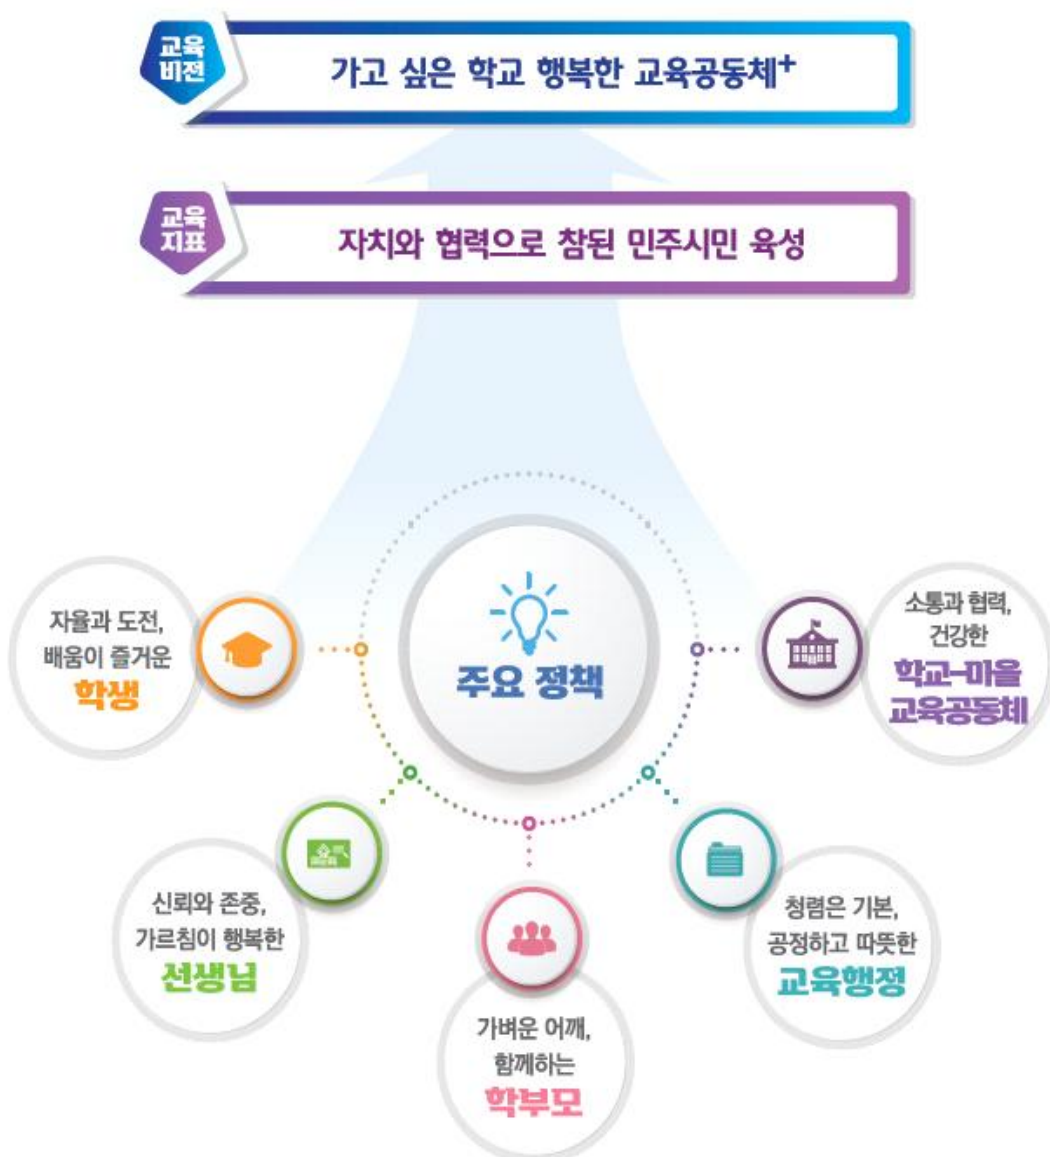 교육
비전
가고 싶은 학교 행복한 교육공동체+
교육
지표
자치와 협력으로 참된 민주시민 육성
주요 정책
자율과 도전,
배움이 즐거운
학생
신뢰와 존중,
가르침이 행복한
선생님
가벼운 어깨,
함께하는
학부모
청렴은 기본,
공정하고 따뜻한
교육행정
소통과 협력,
건강한
학교-마을
교육공동체